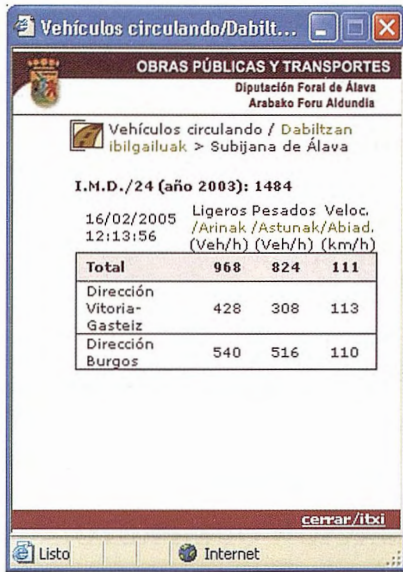 Vehículos circulando/Dabilt...
OBRAS PÚBLICAS Y TRANSPORTES
Diputación Foral de Álava
Arabako Foru Aldundia
Vehículos circulando / Dabiltzan
ibilgailuak > Subijana de Álava
I.M.D./24 (año 2003): 1484
16/02/2005 12:13:56 Ligeros /Arinak (Veh/h) Pesados /Astunak (Veh/h) Veloc. /Abiad. (km/h)
Total 968 824 111
Dirección Vitoria-Gasteiz 428 308 113
Dirección Burgos 540 516 110
cerrar/itxi
Listo Internet